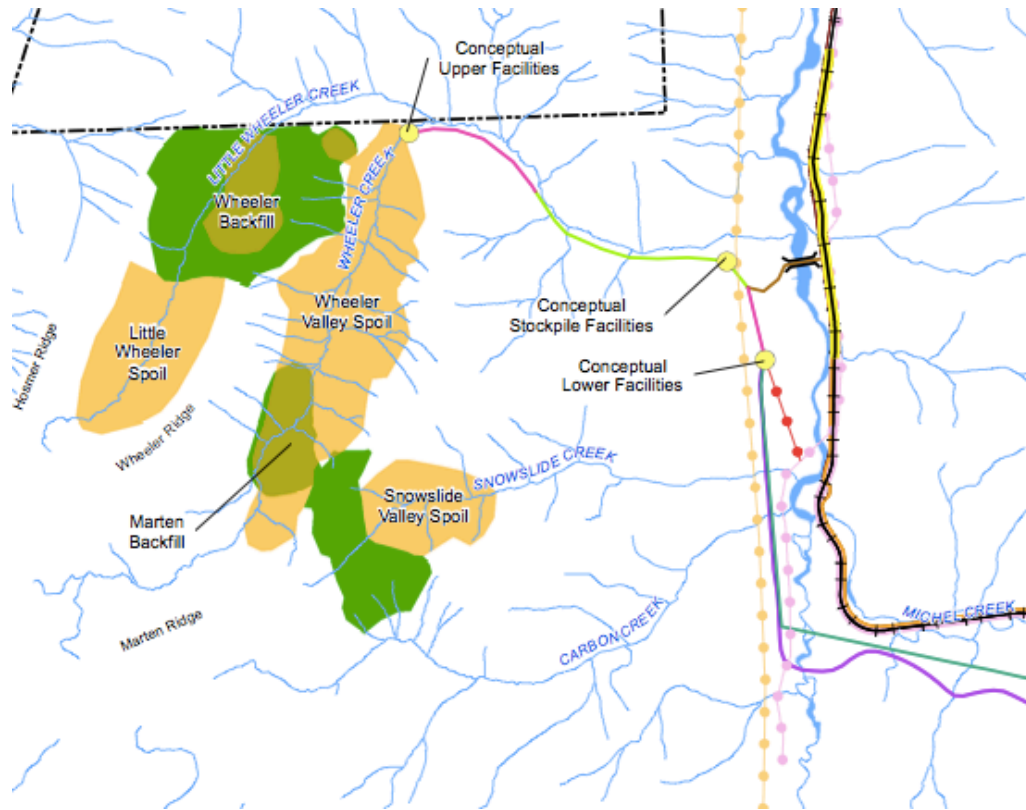 Conceptual
Upper Facilities
LITTLE WHEELER CREEK
WHEELER CREEK
Wheeler
Backfill
Wheeler
Valley Spoil
Conceptual
Stockpile Facilities
Little
Wheeler
Spoil
Conceptual
Lower Facilities
Hosmer Ridge
Wheeler Ridge
SNOWSLIDE CREEK
Snowslide
Valley Spoil
Marten
Backfill
Marten Ridge
CARBON CREEK
MICHEL CREEK